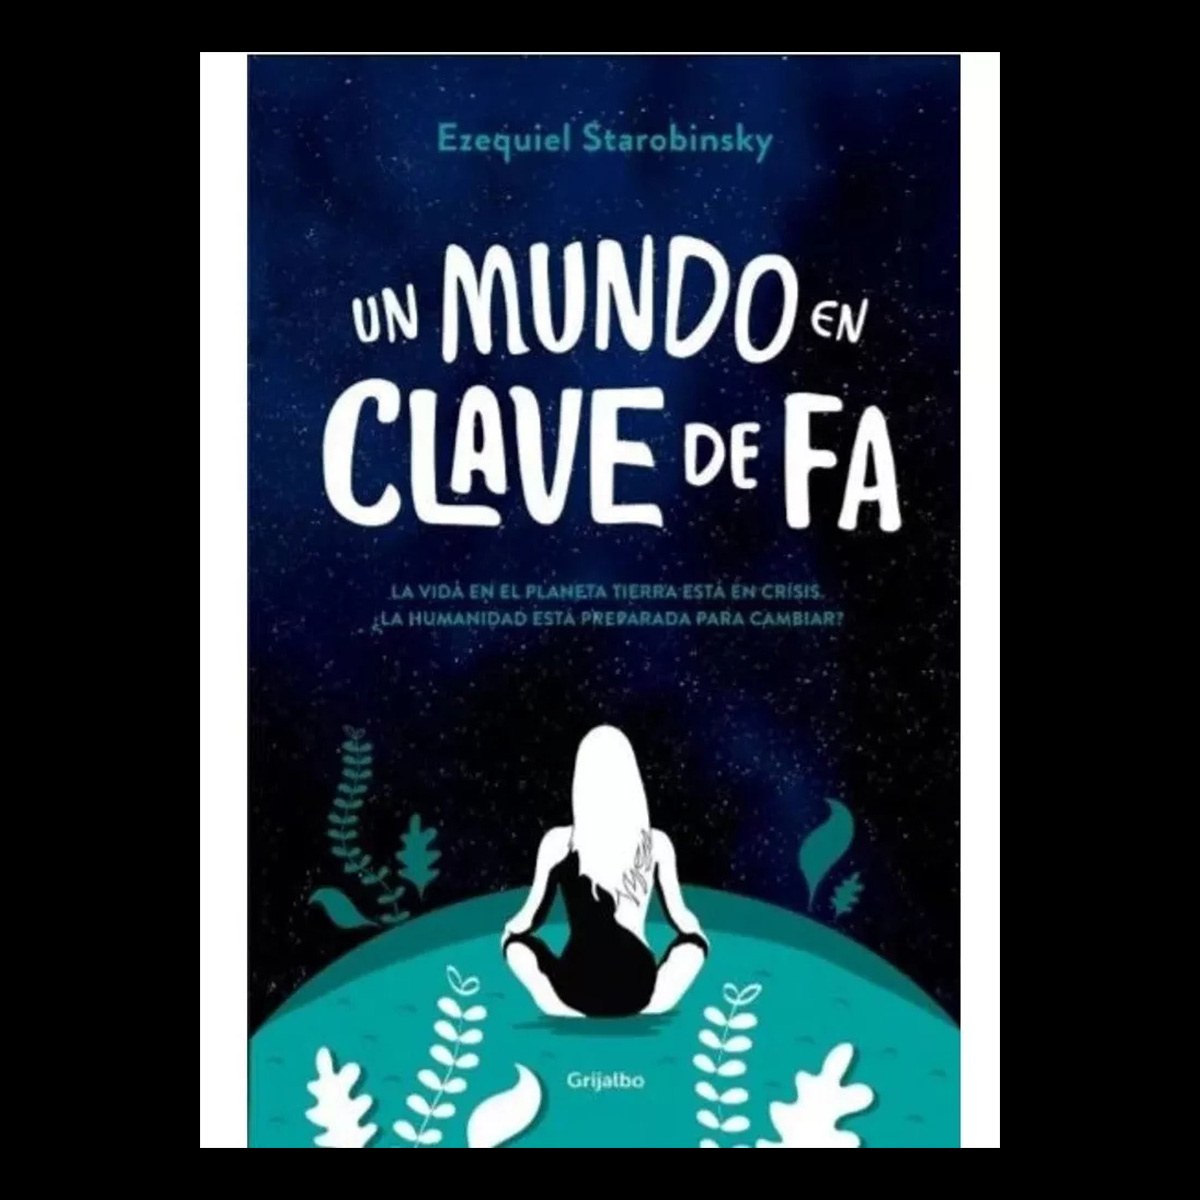 Ezequiel Starobinsky
UN MUNDO EN
CLAVE DE FA
LA VIDA EN EL PLANETA TIERRA ESTÁ EN CRISIS.
¿LA HUMANIDAD ESTÁ PREPARADA PARA CAMBIAR?
Grijalbo